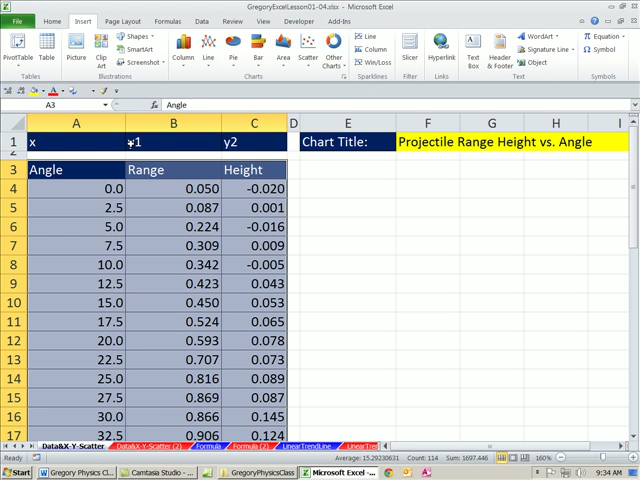 GregoryExcelLesson01-04.xlsx - Microsoft Excel
File Home Insert Page Layout Formulas Data Review View Developer Add-Ins
PivotTable Table Picture Clip Art Shapes SmartArt Screenshot Column Line Pie Bar Area Scatter Other Charts Line Column Win/Loss Slicer Hyperlink Text Box Header & Footer WordArt Signature Line Object Equation Symbol
Tables Illustrations Charts Sparklines Filter Links Text Symbols
A3 fx Angle
A B C D E F G H I
1 x y1 y2 Chart Title: Projectile Range Height vs. Angle
2
3 Angle Range Height
4 0.0 0.050 -0.020
5 2.5 0.087 0.001
6 5.0 0.224 -0.016
7 7.5 0.309 0.009
8 10.0 0.342 -0.005
9 12.5 0.423 0.043
10 15.0 0.450 0.053
11 17.5 0.524 0.065
12 20.0 0.593 0.078
13 22.5 0.707 0.073
14 25.0 0.816 0.089
15 27.5 0.869 0.087
16 30.0 0.866 0.145
17 32.5 0.906 0.124
Data&X-Y-Scatter Data&X-Y-Scatter (2) Formula Formula (2) LinearTrendLine LinearTren
Ready Average: 15.29230631 Count: 114 Sum: 1697.446 160%
Start Gregory Physics Cl... Camtasia Studio - ... GregoryPhysicsClass Microsoft Excel - ... 9:34 AM